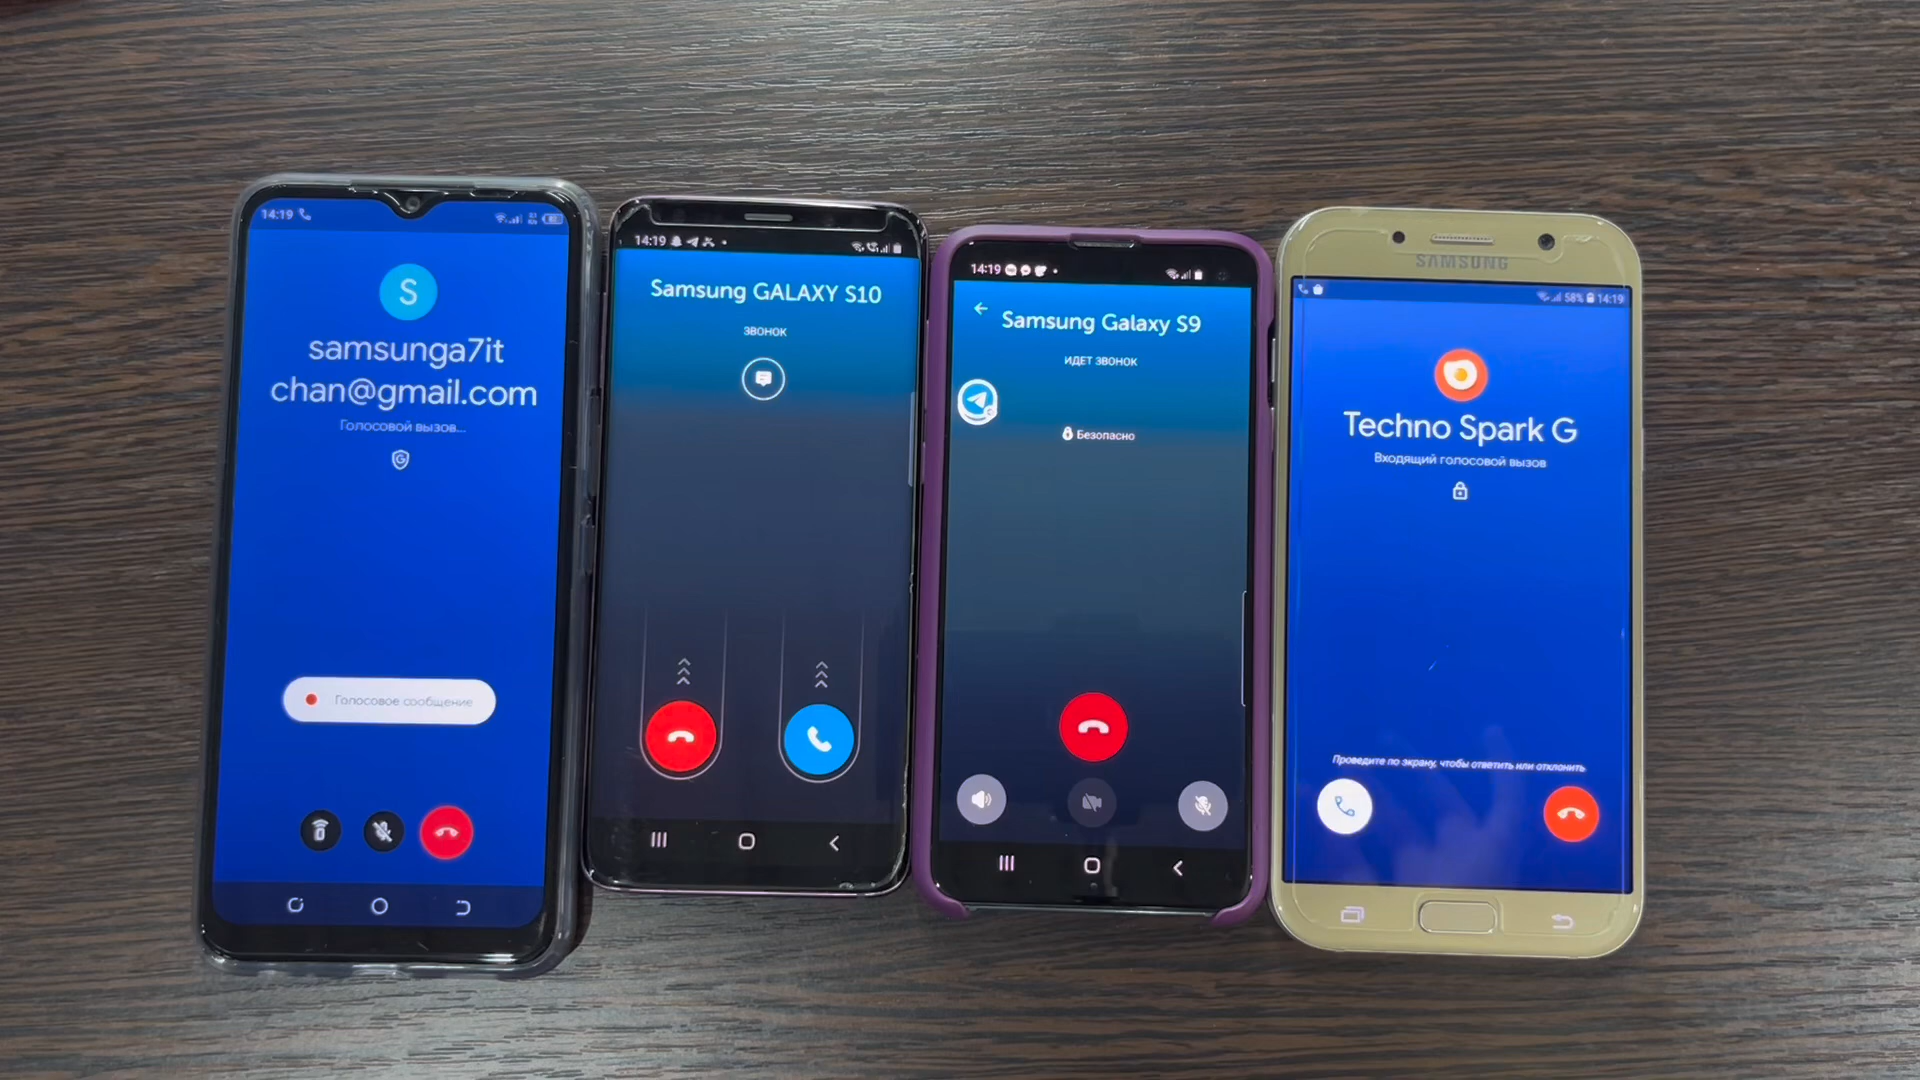 14:19
S
samsunga7it
chan@gmail.com
Голосовой вызов...
G
Голосовое сообщение
14:19
Samsung GALAXY S10
ЗВОНОК
14:19
Samsung Galaxy S9
ИДЕТ ЗВОНОК
Безопасно
SAMSUNG
58% 14:19
Techno Spark G
Входящий голосовой вызов
Проведите по экрану, чтобы ответить или отклонить